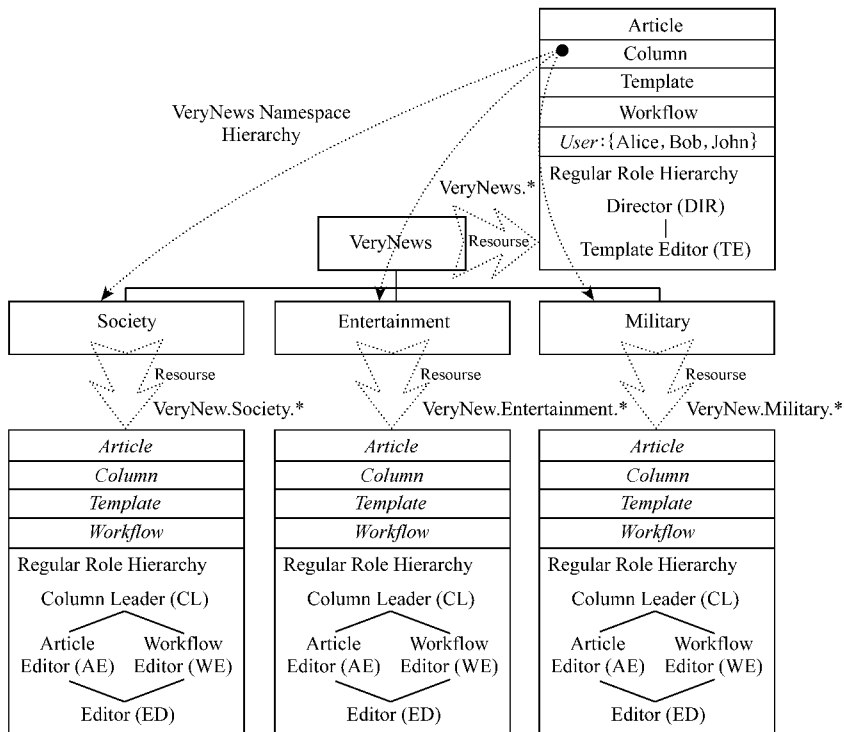 Article
Column
Template
Workflow
User:{Alice, Bob, John}
Regular Role Hierarchy
Director (DIR)
Template Editor (TE)
VeryNews Namespace
Hierarchy
VeryNews.*
VeryNews
Resourse
Society
Entertainment
Military
Resourse
Resourse
Resourse
VeryNew.Society.*
VeryNew.Entertainment.*
VeryNew.Military.*
Article
Column
Template
Workflow
Regular Role Hierarchy
Column Leader (CL)
Article
Editor (AE)
Workflow
Editor (WE)
Editor (ED)
Article
Column
Template
Workflow
Regular Role Hierarchy
Column Leader (CL)
Article
Editor (AE)
Workflow
Editor (WE)
Editor (ED)
Article
Column
Template
Workflow
Regular Role Hierarchy
Column Leader (CL)
Article
Editor (AE)
Workflow
Editor (WE)
Editor (ED)